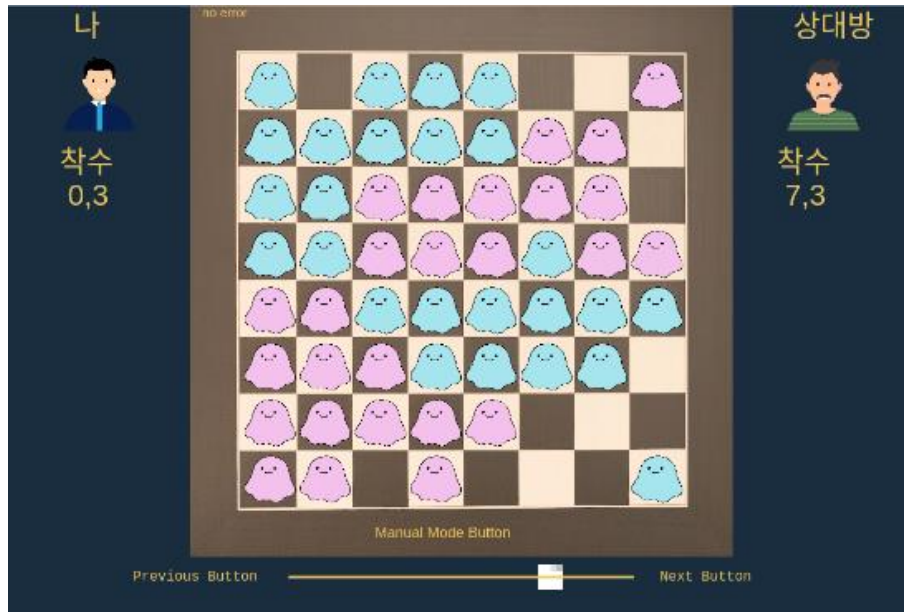 no error
나
상대방
착수
0,3
착수
7,3
Manual Mode Button
Previous Button
Next Button